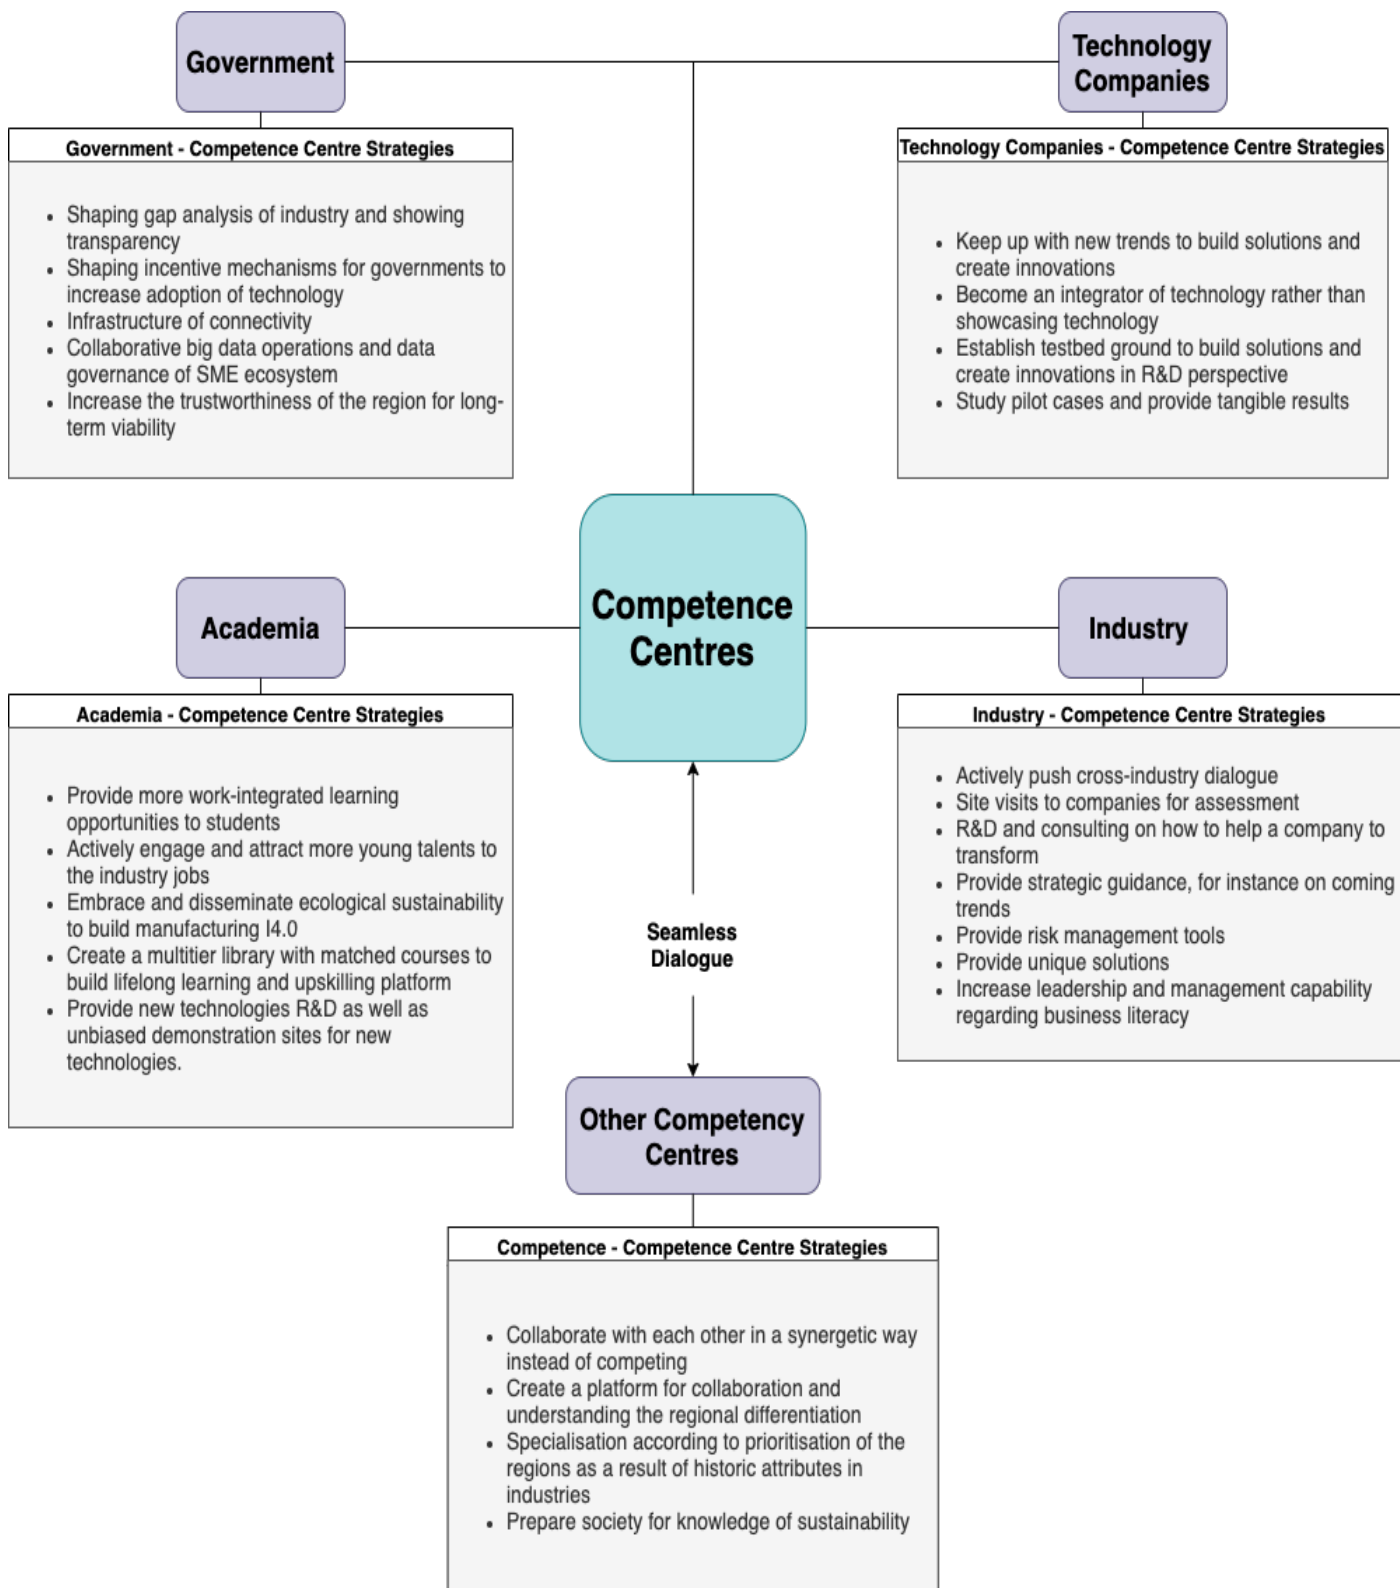 Government
Technology
Companies
Government - Competence Centre Strategies
• Shaping gap analysis of industry and showing
transparency
• Shaping incentive mechanisms for governments to
increase adoption of technology
• Infrastructure of connectivity
• Collaborative big data operations and data
governance of SME ecosystem
• Increase the trustworthiness of the region for long-
term viability
Technology Companies - Competence Centre Strategies
• Keep up with new trends to build solutions and
create innovations
• Become an integrator of technology rather than
showcasing technology
• Establish testbed ground to build solutions and
create innovations in R&D perspective
• Study pilot cases and provide tangible results
Competence
Centres
Academia
Industry
Academia - Competence Centre Strategies
• Provide more work-integrated learning
opportunities to students
• Actively engage and attract more young talents to
the industry jobs
• Embrace and disseminate ecological sustainability
to build manufacturing I4.0
• Create a multitier library with matched courses to
build lifelong learning and upskilling platform
• Provide new technologies R&D as well as
unbiased demonstration sites for new
technologies.
Industry - Competence Centre Strategies
• Actively push cross-industry dialogue
• Site visits to companies for assessment
• R&D and consulting on how to help a company to
transform
• Provide strategic guidance, for instance on coming
trends
• Provide risk management tools
• Provide unique solutions
• Increase leadership and management capability
regarding business literacy
Seamless
Dialogue
Other Competency
Centres
Competence - Competence Centre Strategies
• Collaborate with each other in a synergetic way
instead of competing
• Create a platform for collaboration and
understanding the regional differentiation
• Specialisation according to prioritisation of the
regions as a result of historic attributes in
industries
• Prepare society for knowledge of sustainability